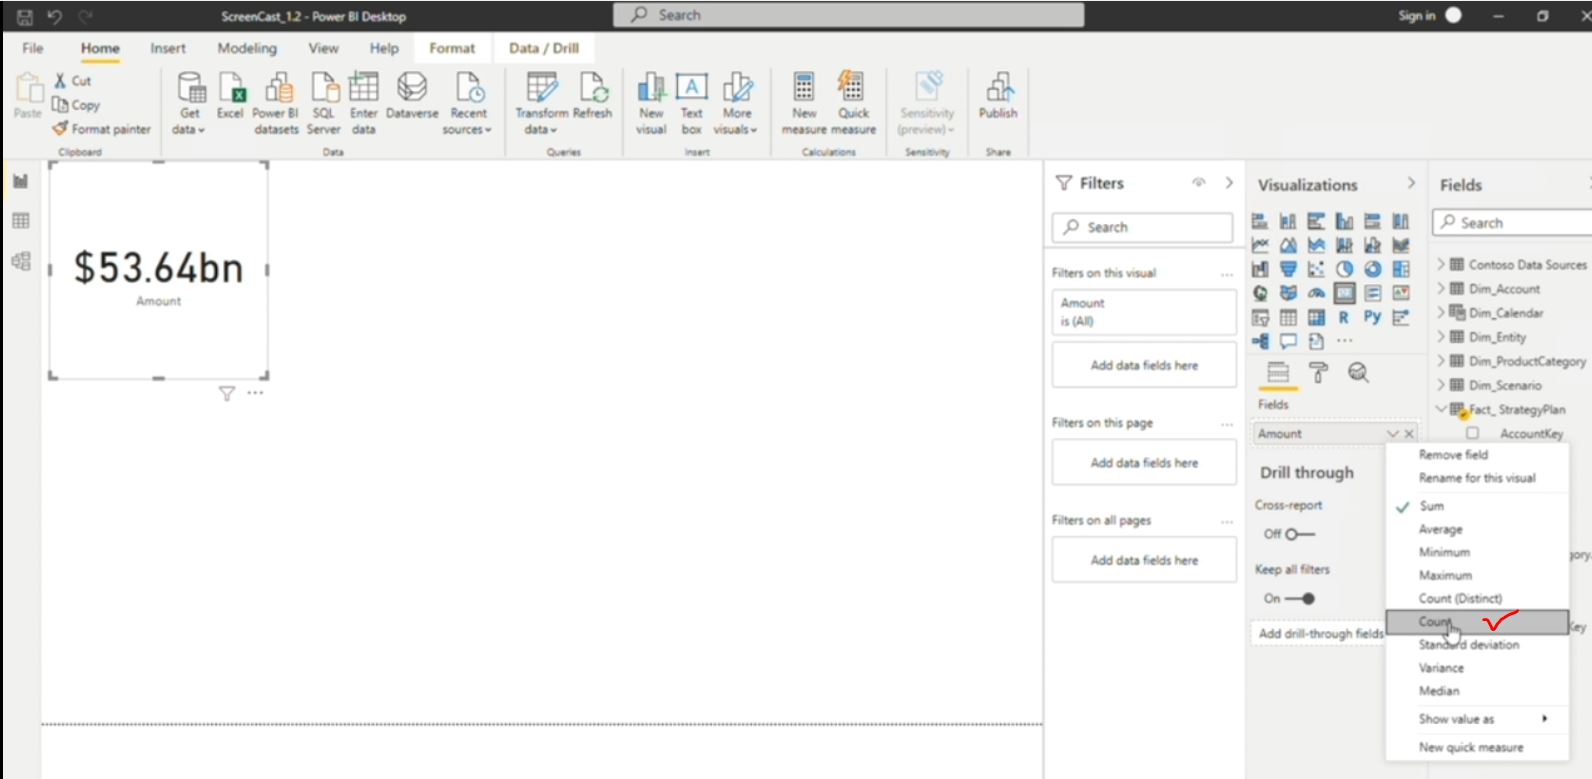 ScreenCast_1.2 - Power BI Desktop
Search
Sign in
File Home Insert Modeling View Help Format Data / Drill
Paste
Cut
Copy
Format painter
Clipboard
Get data
Excel
Power BI datasets
SQL Server
Enter data
Dataverse
Recent sources
Data
Transform data
Refresh
Queries
New visual
A
Text box
More visuals
Insert
New measure
Quick measure
Calculations
Sensitivity (preview)
Sensitivity
Publish
Share
$53.64bn
Amount
Filters
Search
Filters on this visual ...
Amount
is (All)
Add data fields here
Filters on this page ...
Add data fields here
Filters on all pages ...
Add data fields here
Visualizations
R Py
...
Fields
Amount
Drill through
Cross-report
Off
Keep all filters
On
Add drill-through fields
Fields
Search
Contoso Data Sources
Dim_Account
Dim_Calendar
Dim_Entity
Dim_ProductCategory
Dim_Scenario
Fact_ StrategyPlan
AccountKey
Remove field
Rename for this visual
Sum
Average
Minimum
Maximum
Count (Distinct)
Count
Standard deviation
Variance
Median
Show value as
New quick measure